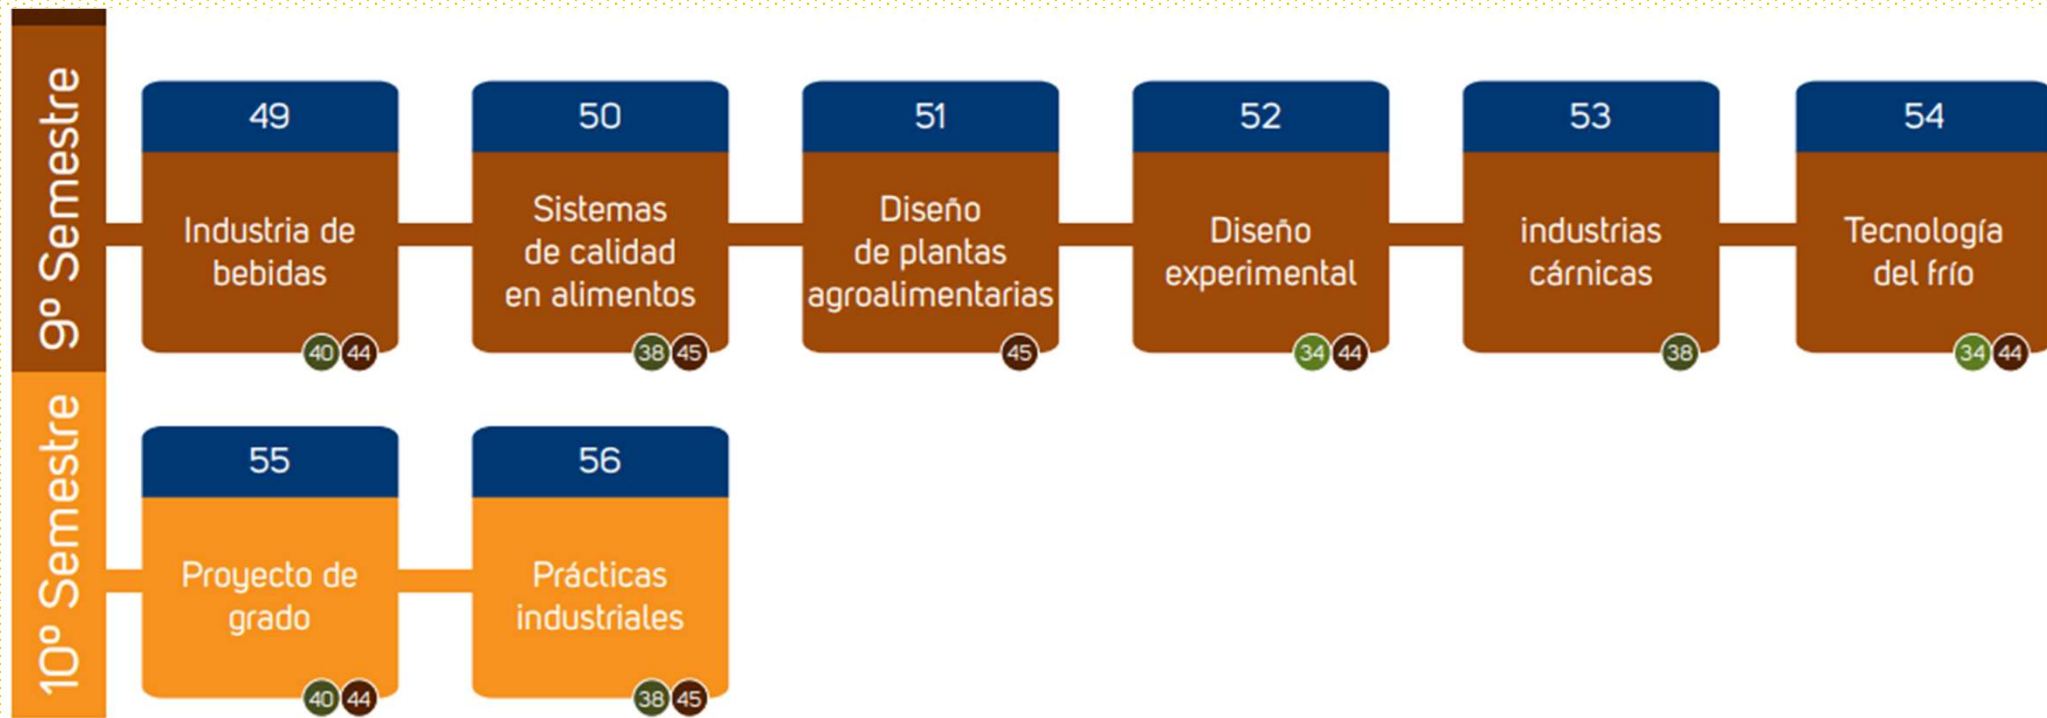 9º Semestre
49
Industria de
bebidas
40 44
50
Sistemas
de calidad
en alimentos
38 45
51
Diseño
de plantas
agroalimentarias
45
52
Diseño
experimental
34 44
53
industrias
cárnicas
38
54
Tecnología
del frío
34 44
10º Semestre
55
Proyecto de
grado
40 44
56
Prácticas
industriales
38 45